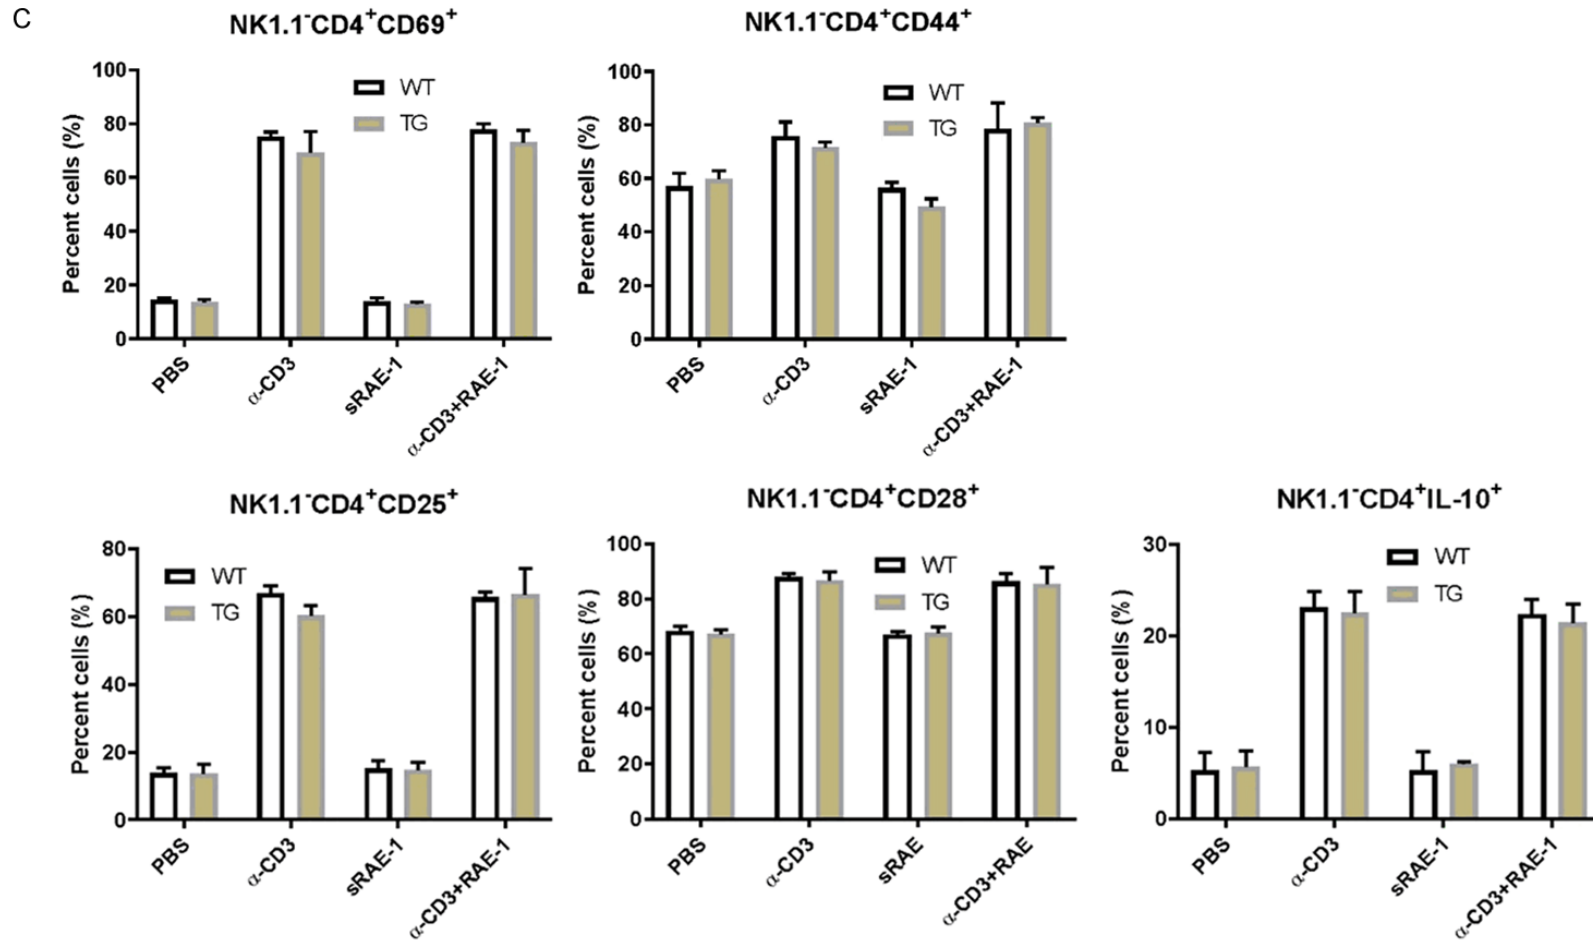 C
NK1.1⁻CD4⁺CD69⁺
Percent cells (%)
100
80
60
40
20
0
WT
TG
PBS
α-CD3
sRAE-1
α-CD3+RAE-1
NK1.1⁻CD4⁺CD44⁺
Percent cells (%)
100
80
60
40
20
0
WT
TG
PBS
α-CD3
sRAE-1
α-CD3+RAE-1
NK1.1⁻CD4⁺CD25⁺
Percent cells (%)
80
60
40
20
0
WT
TG
PBS
α-CD3
sRAE-1
α-CD3+RAE-1
NK1.1⁻CD4⁺CD28⁺
Percent cells (%)
100
80
60
40
20
0
WT
TG
PBS
α-CD3
sRAE
α-CD3+RAE
NK1.1⁻CD4⁺IL-10⁺
Percent cells (%)
30
20
10
0
WT
TG
PBS
α-CD3
sRAE-1
α-CD3+RAE-1